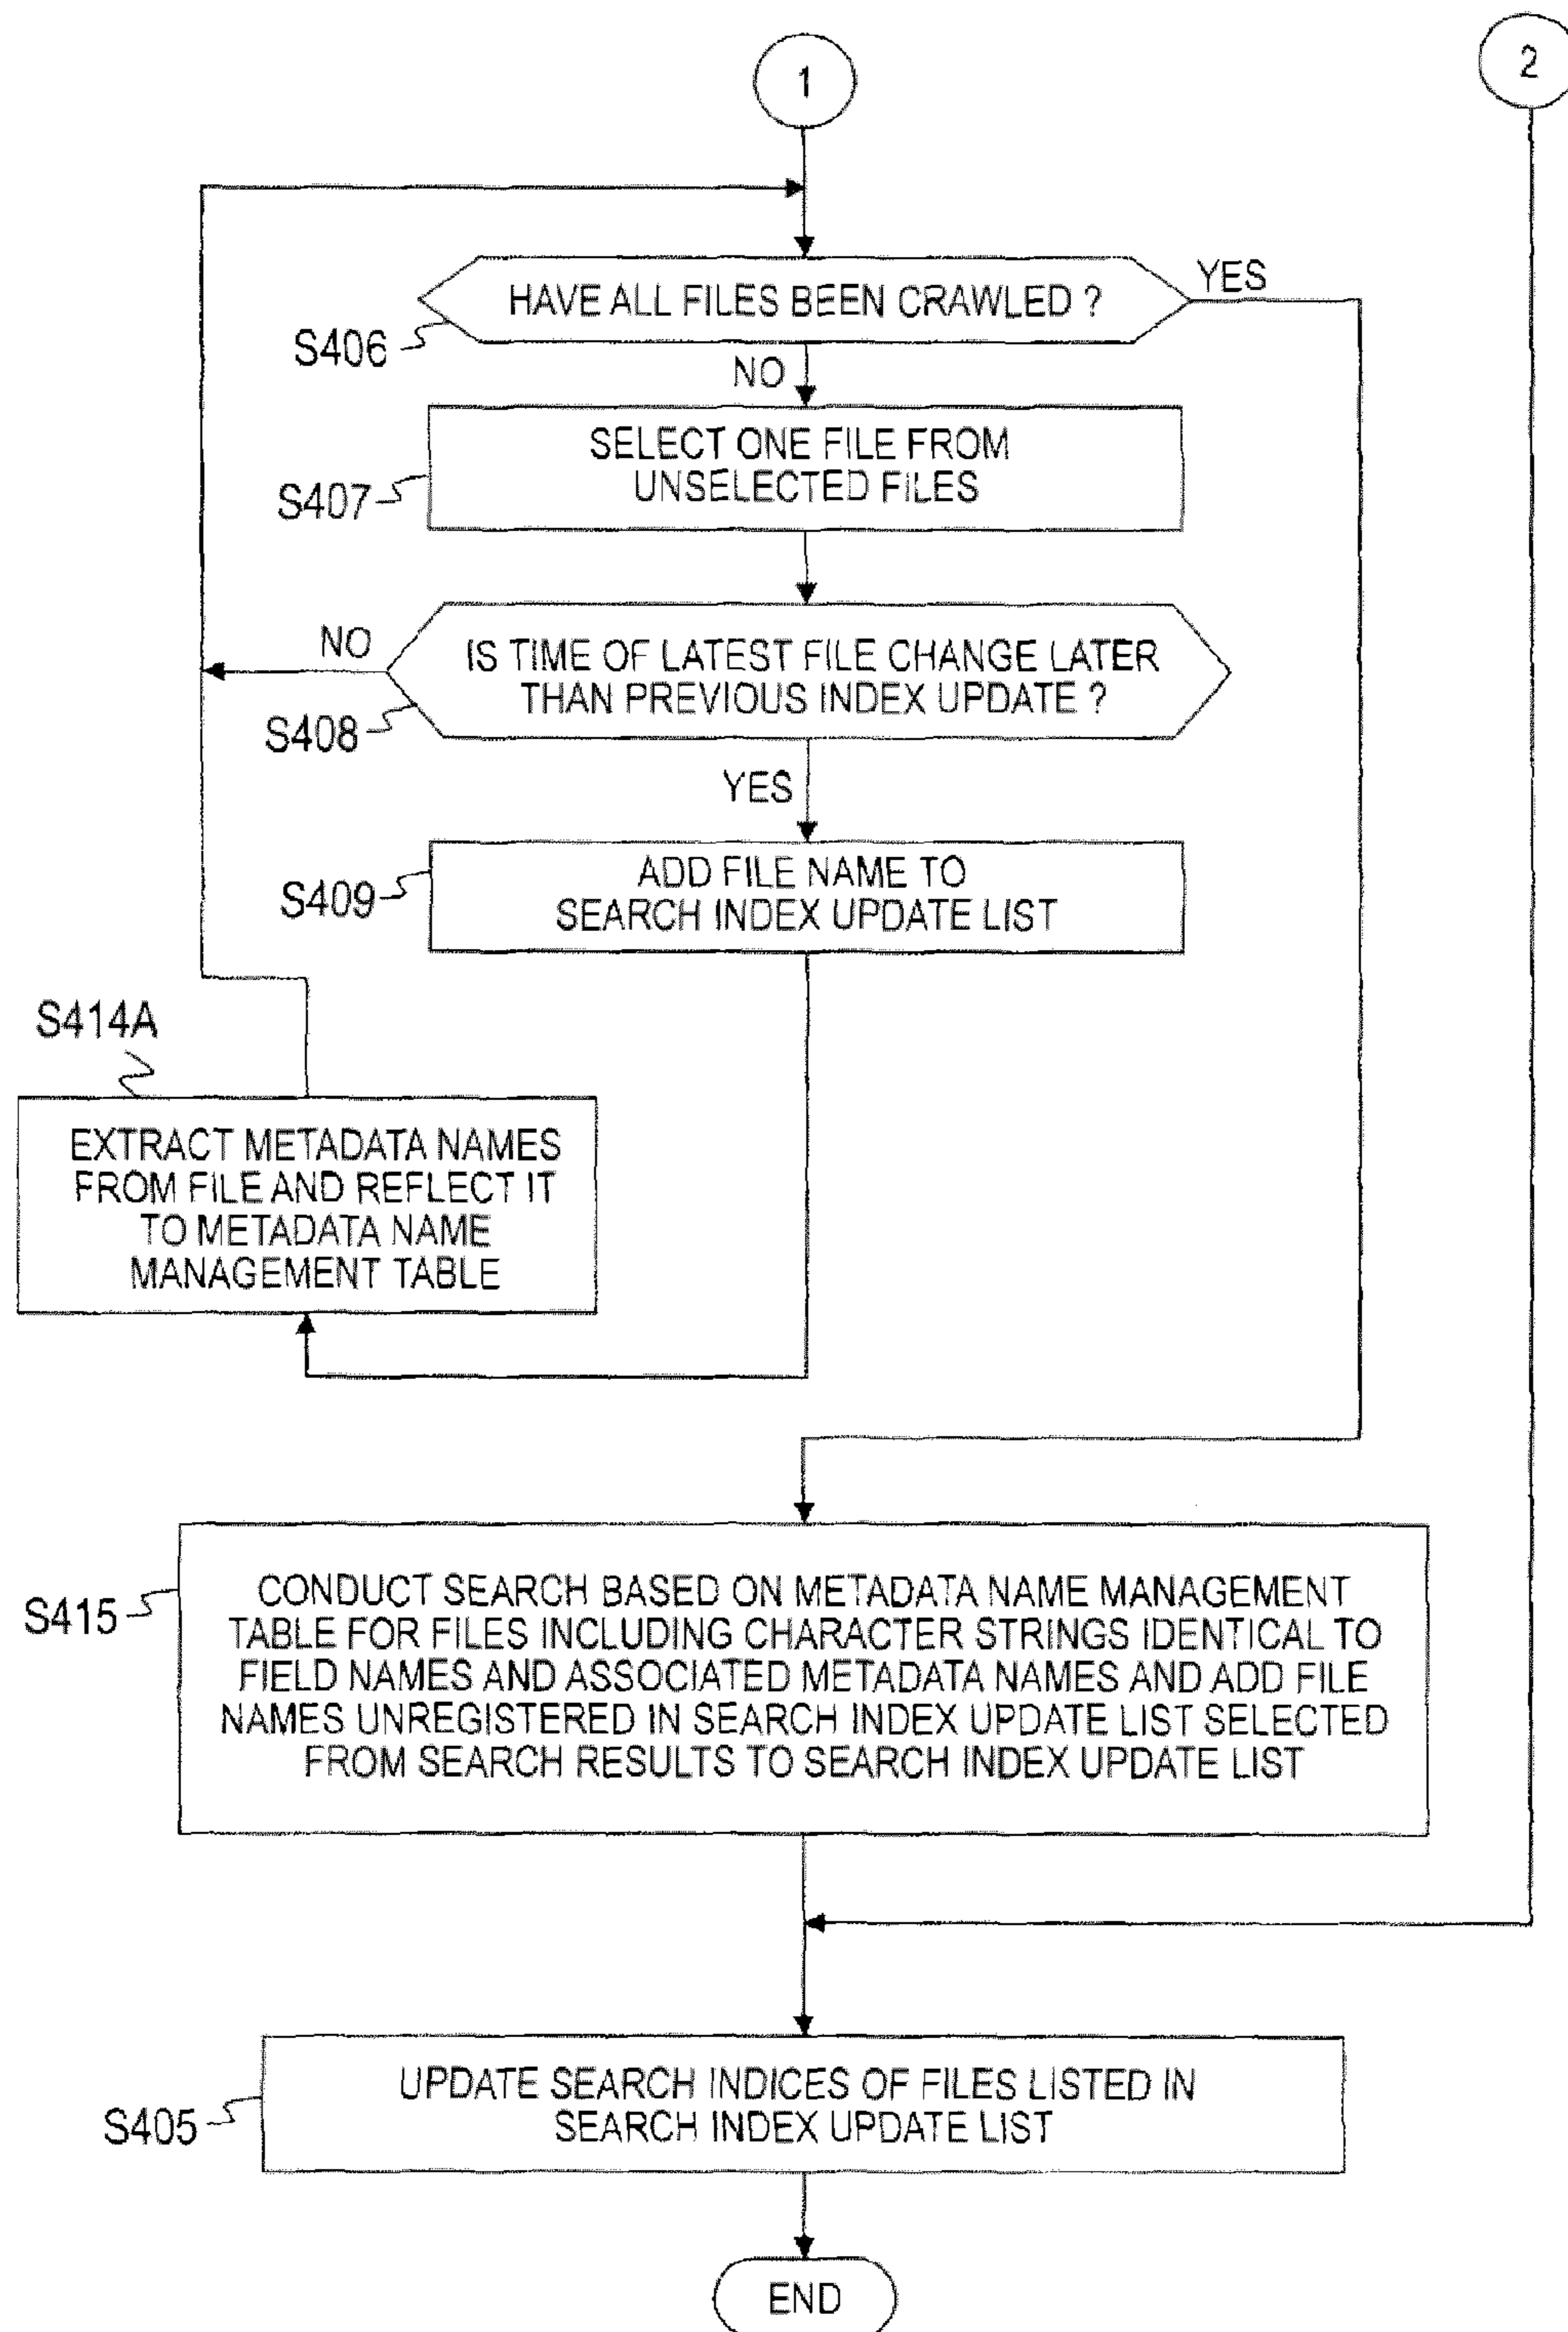 1
2
HAVE ALL FILES BEEN CRAWLED ?
YES
S406
NO
SELECT ONE FILE FROM
UNSELECTED FILES
S407
NO
IS TIME OF LATEST FILE CHANGE LATER
THAN PREVIOUS INDEX UPDATE ?
S408
YES
ADD FILE NAME TO
SEARCH INDEX UPDATE LIST
S409
S414A
EXTRACT METADATA NAMES
FROM FILE AND REFLECT IT
TO METADATA NAME
MANAGEMENT TABLE
S415
CONDUCT SEARCH BASED ON METADATA NAME MANAGEMENT
TABLE FOR FILES INCLUDING CHARACTER STRINGS IDENTICAL TO
FIELD NAMES AND ASSOCIATED METADATA NAMES AND ADD FILE
NAMES UNREGISTERED IN SEARCH INDEX UPDATE LIST SELECTED
FROM SEARCH RESULTS TO SEARCH INDEX UPDATE LIST
S405
UPDATE SEARCH INDICES OF FILES LISTED IN
SEARCH INDEX UPDATE LIST
END